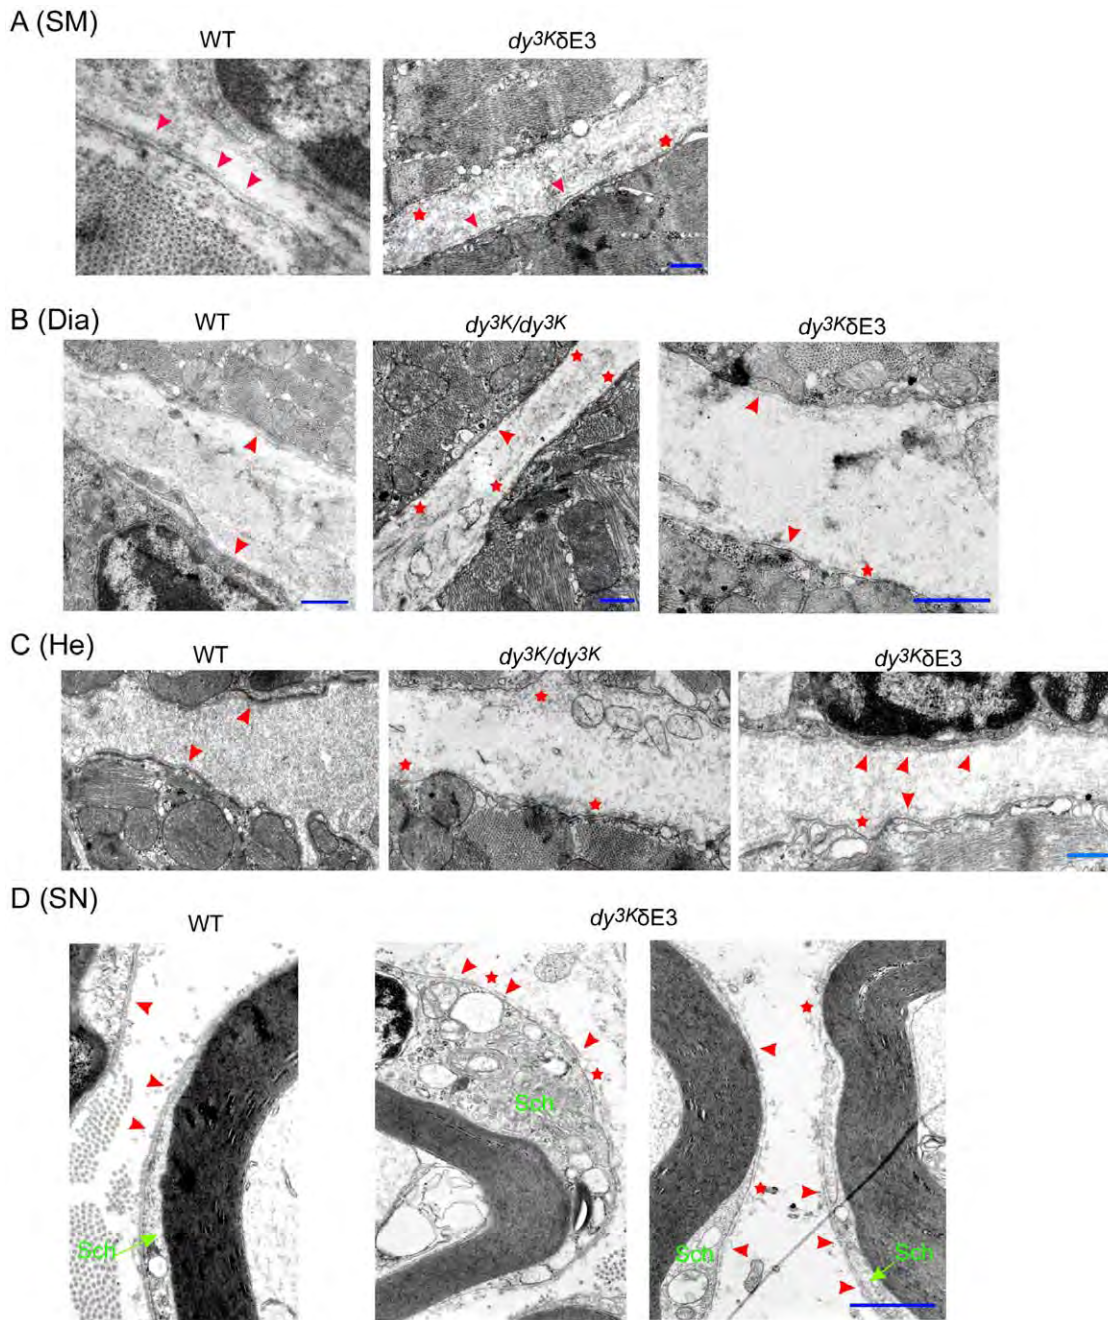 A (SM)
WT
dy³ᴷδE3
B (Dia)
WT
dy³ᴷ/dy³ᴷ
dy³ᴷδE3
C (He)
WT
dy³ᴷ/dy³ᴷ
dy³ᴷδE3
D (SN)
WT
dy³ᴷδE3
Sch
Sch
Sch
Sch